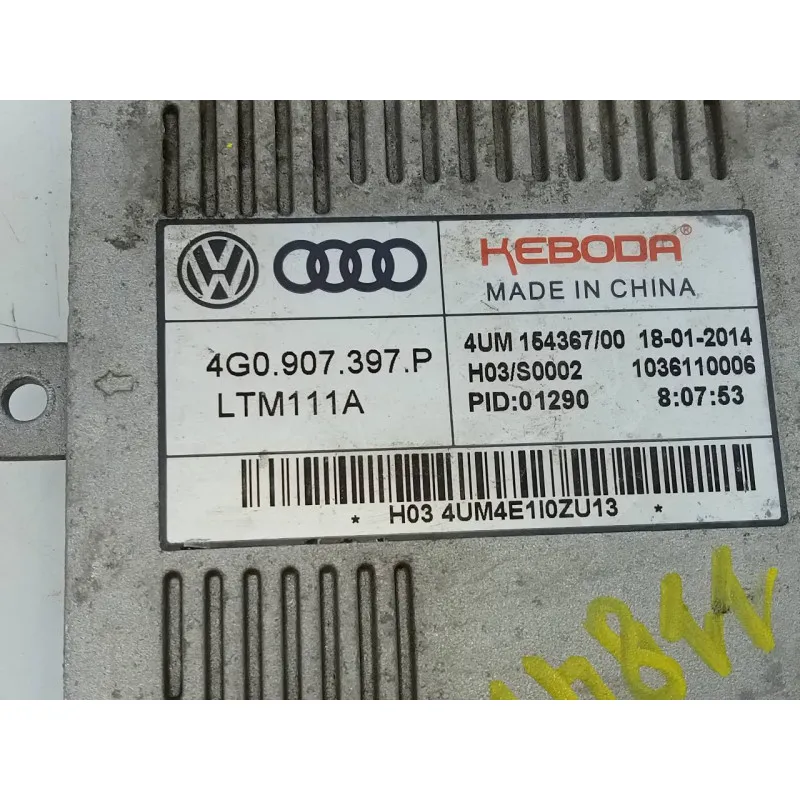 VW
KEBODA®
MADE IN CHINA
4G0.907.397.P
LTM111A
4UM 154367/00 18-01-2014
H03/S0002 1036110006
PID:01290 8:07:53
* H03 4UM4E1I0ZU13 *